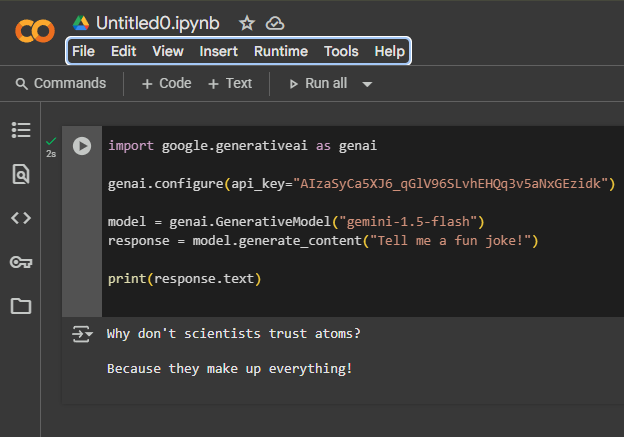 Untitled0.ipynb
File Edit View Insert Runtime Tools Help
Commands + Code + Text Run all
2s
import google.generativeai as genai
genai.configure(api_key="AIzaSyCa5XJ6_qGlV96SLvhEHQq3v5aNxGEzidk")
model = genai.GenerativeModel("gemini-1.5-flash")
response = model.generate_content("Tell me a fun joke!")
print(response.text)
Why don't scientists trust atoms?
Because they make up everything!